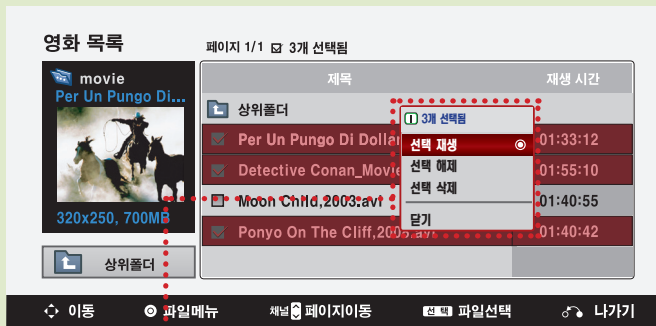 영화 목록
페이지 1/1 3개 선택됨
movie
Per Un Pungo Di...
320x250, 700MB
상위폴더
제목 재생 시간
상위폴더
Per Un Pungo Di Dollar 01:33:12
Detective Conan_Movie 01:55:10
Moon Child,2003.avi 01:40:55
Ponyo On The Cliff,2005.avi 01:40:42
3개 선택됨
선택 재생
선택 해제
선택 삭제
닫기
이동 파일메뉴 채널 페이지이동 선택 파일선택 나가기